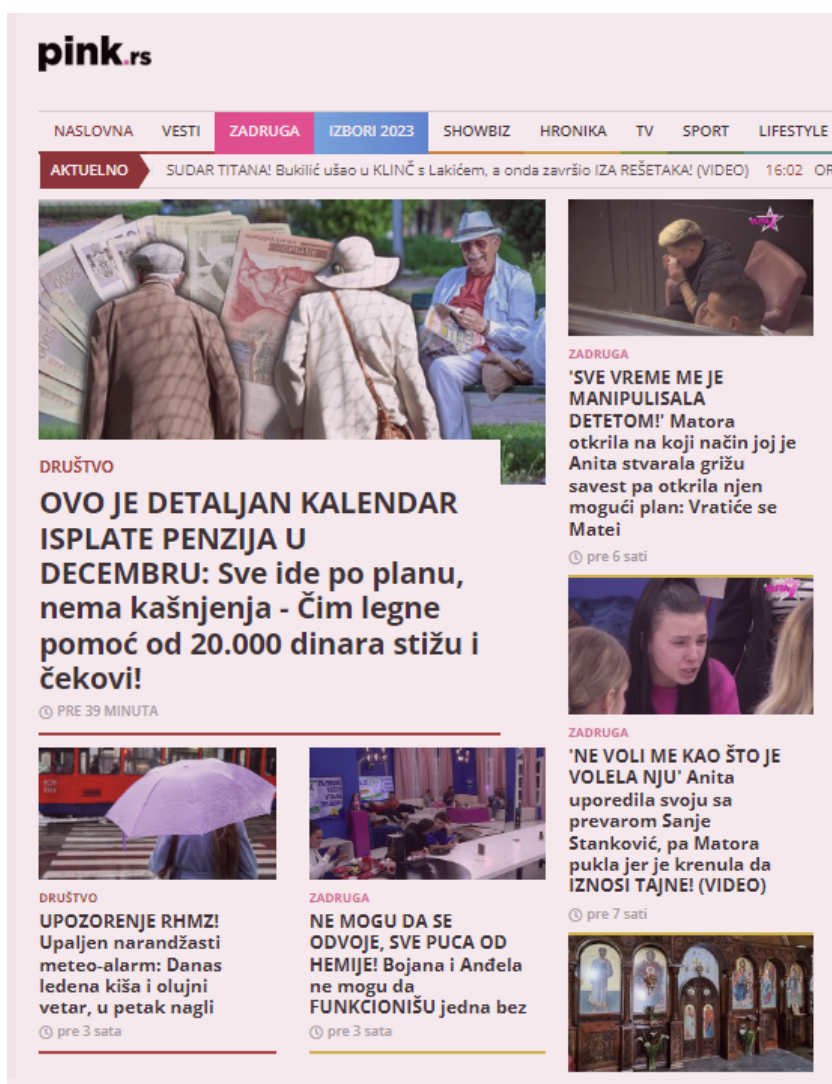 pink.rs
NASLOVNA VESTI ZADRUGA IZBORI 2023 SHOWBIZ HRONIKA TV SPORT LIFESTYLE
AKTUELNO SUDAR TITANA! Bukilić ušao u KLINČ s Lakićem, a onda završio IZA REŠETAKA! (VIDEO) 16:02 OR
DRUŠTVO
OVO JE DETALJAN KALENDAR
ISPLATE PENZIJA U
DECEMBRU: Sve ide po planu,
nema kašnjenja - Čim legne
pomoć od 20.000 dinara stižu i
čekovi!
PRE 39 MINUTA
DRUŠTVO
UPOZORENJE RHMZ!
Upaljen narandžasti
meteo-alarm: Danas
ledena kiša i olujni
vetar, u petak nagli
pre 3 sata
ZADRUGA
NE MOGU DA SE
ODVOJE, SVE PUCA OD
HEMIJE! Bojana i Anđela
ne mogu da
FUNKCIONIŠU jedna bez
pre 3 sata
ZADRUGA
'SVE VREME ME JE
MANIPULISALA
DETETOM!' Matora
otkrila na koji način joj je
Anita stvarala grižu
savest pa otkrila njen
mogući plan: Vratiće se
Matei
pre 6 sati
ZADRUGA
'NE VOLI ME KAO ŠTO JE
VOLELA NJU' Anita
uporedila svoju sa
prevarom Sanje
Stanković, pa Matora
pukla jer je krenula da
IZNOSI TAJNE! (VIDEO)
pre 7 sati